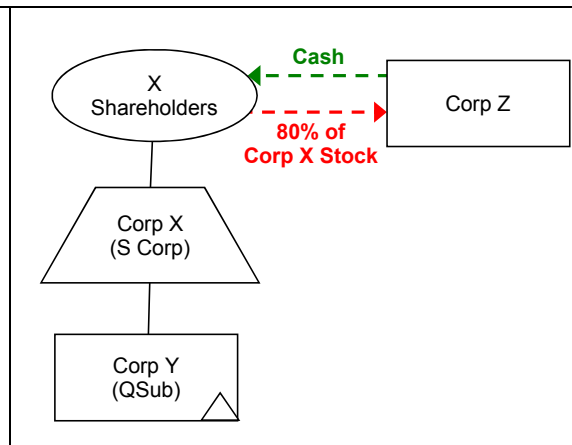 X
Shareholders
Cash
Corp Z
80% of
Corp X Stock
Corp X
(S Corp)
Corp Y
(QSub)